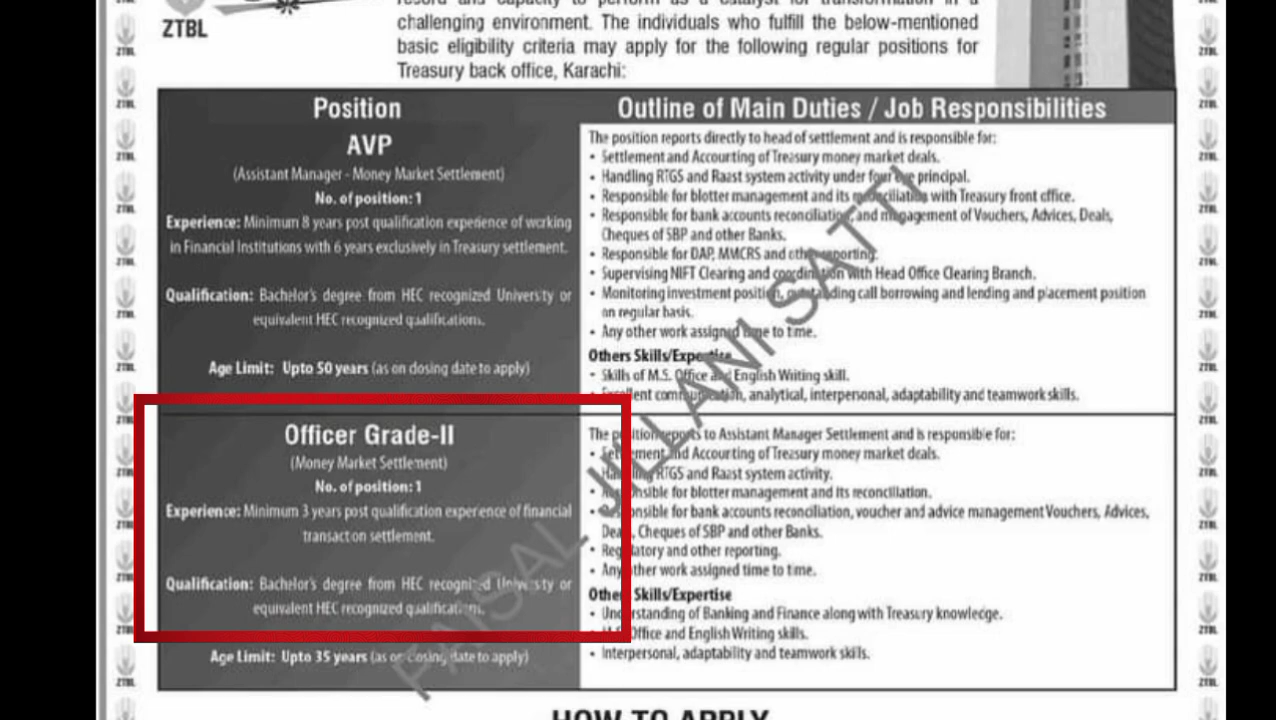 record and capacity to perform as a catalyst for transformation in a
ZTBL
challenging environment. The individuals who fulfill the below-mentioned
basic eligibility criteria may apply for the following regular positions for
Treasury back office, Karachi:
Position
AVP
(Assistant Manager - Money Market Settlement)
No. of position: 1
Experience: Minimum 8 years post qualification experience of working
in Financial Institutions with 6 years exclusively in Treasury settlement.
Qualification: Bachelor's degree from HEC recognized University or
equivalent HEC recognized qualifications.
Age Limit: Upto 50 years (as on closing date to apply)
Outline of Main Duties / Job Responsibilities
The position reports directly to head of settlement and is responsible for:
• Settlement and Accounting of Treasury money market deals.
• Handling RTGS and Raast system activity under four eye principal.
• Responsible for blotter management and its reconciliation with Treasury front office.
• Responsible for bank accounts reconciliation and management of Vouchers, Advices, Deals,
Cheques of SBP and other Banks.
• Responsible for DAP, MMCRS and other reporting.
• Supervising NIFT Clearing and coordination with Head Office Clearing Branch.
• Monitoring investment position, outstanding call borrowing and lending and placement position
on regular basis.
• Any other work assigned time to time.
Others Skills/Expertise
• Skills of M.S. Office and English Writing skill.
• Excellent communication, analytical, interpersonal, adaptability and teamwork skills.
Officer Grade-II
(Money Market Settlement)
No. of position: 1
Experience: Minimum 3 years post qualification experience of financial
transaction settlement.
Qualification: Bachelor's degree from HEC recognized University or
equivalent HEC recognized qualifications.
Age Limit: Upto 35 years (as on closing date to apply)
The position reports to Assistant Manager Settlement and is responsible for:
• Settlement and Accounting of Treasury money market deals.
• Handling RTGS and Raast system activity.
• Responsible for blotter management and its reconciliation.
• Responsible for bank accounts reconciliation, voucher and advice management Vouchers, Advices,
Deals, Cheques of SBP and other Banks.
• Regulatory and other reporting.
• Any other work assigned time to time.
Others Skills/Expertise
• Understanding of Banking and Finance along with Treasury knowledge.
• M.S. Office and English Writing skills.
• Interpersonal, adaptability and teamwork skills.
FAISAL JILLANI SATTI
HOW TO APPLY